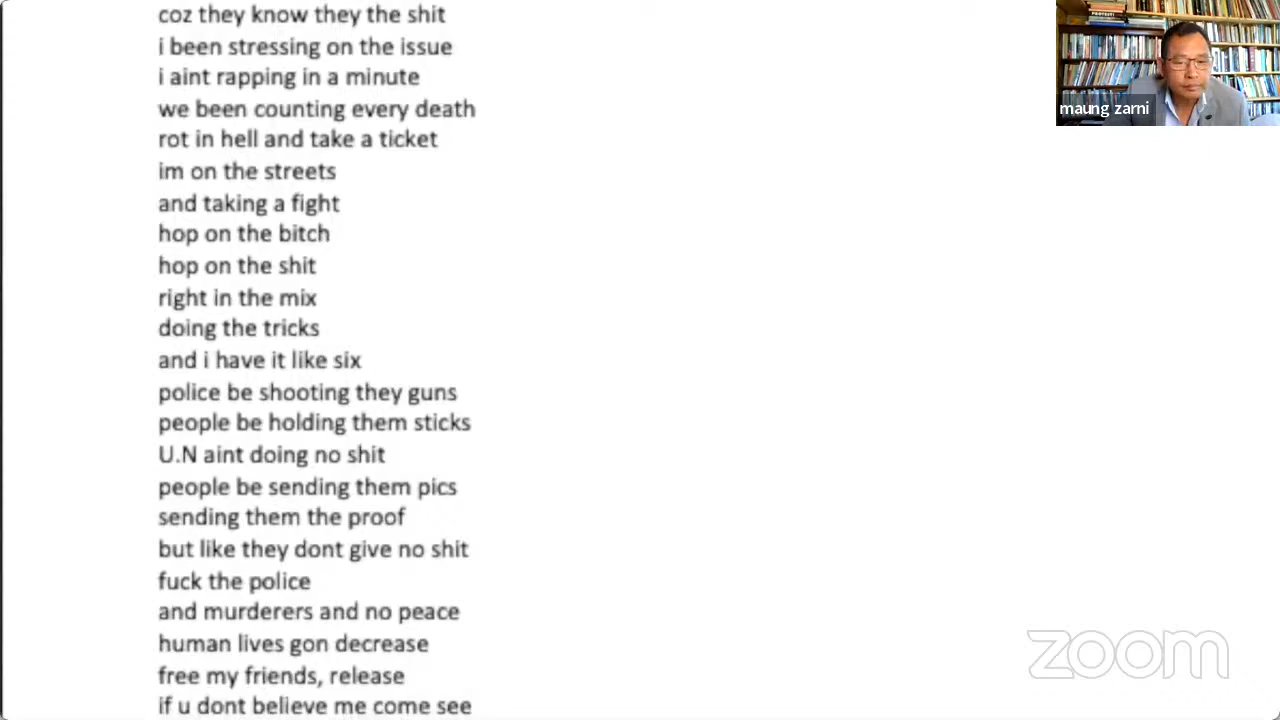 coz they know they the shit
i been stressing on the issue
i aint rapping in a minute
we been counting every death
rot in hell and take a ticket
im on the streets
and taking a fight
hop on the bitch
hop on the shit
right in the mix
doing the tricks
and i have it like six
police be shooting they guns
people be holding them sticks
U.N aint doing no shit
people be sending them pics
sending them the proof
but like they dont give no shit
fuck the police
and murderers and no peace
human lives gon decrease
free my friends, release
if u dont believe me come see
maung zarni
zoom